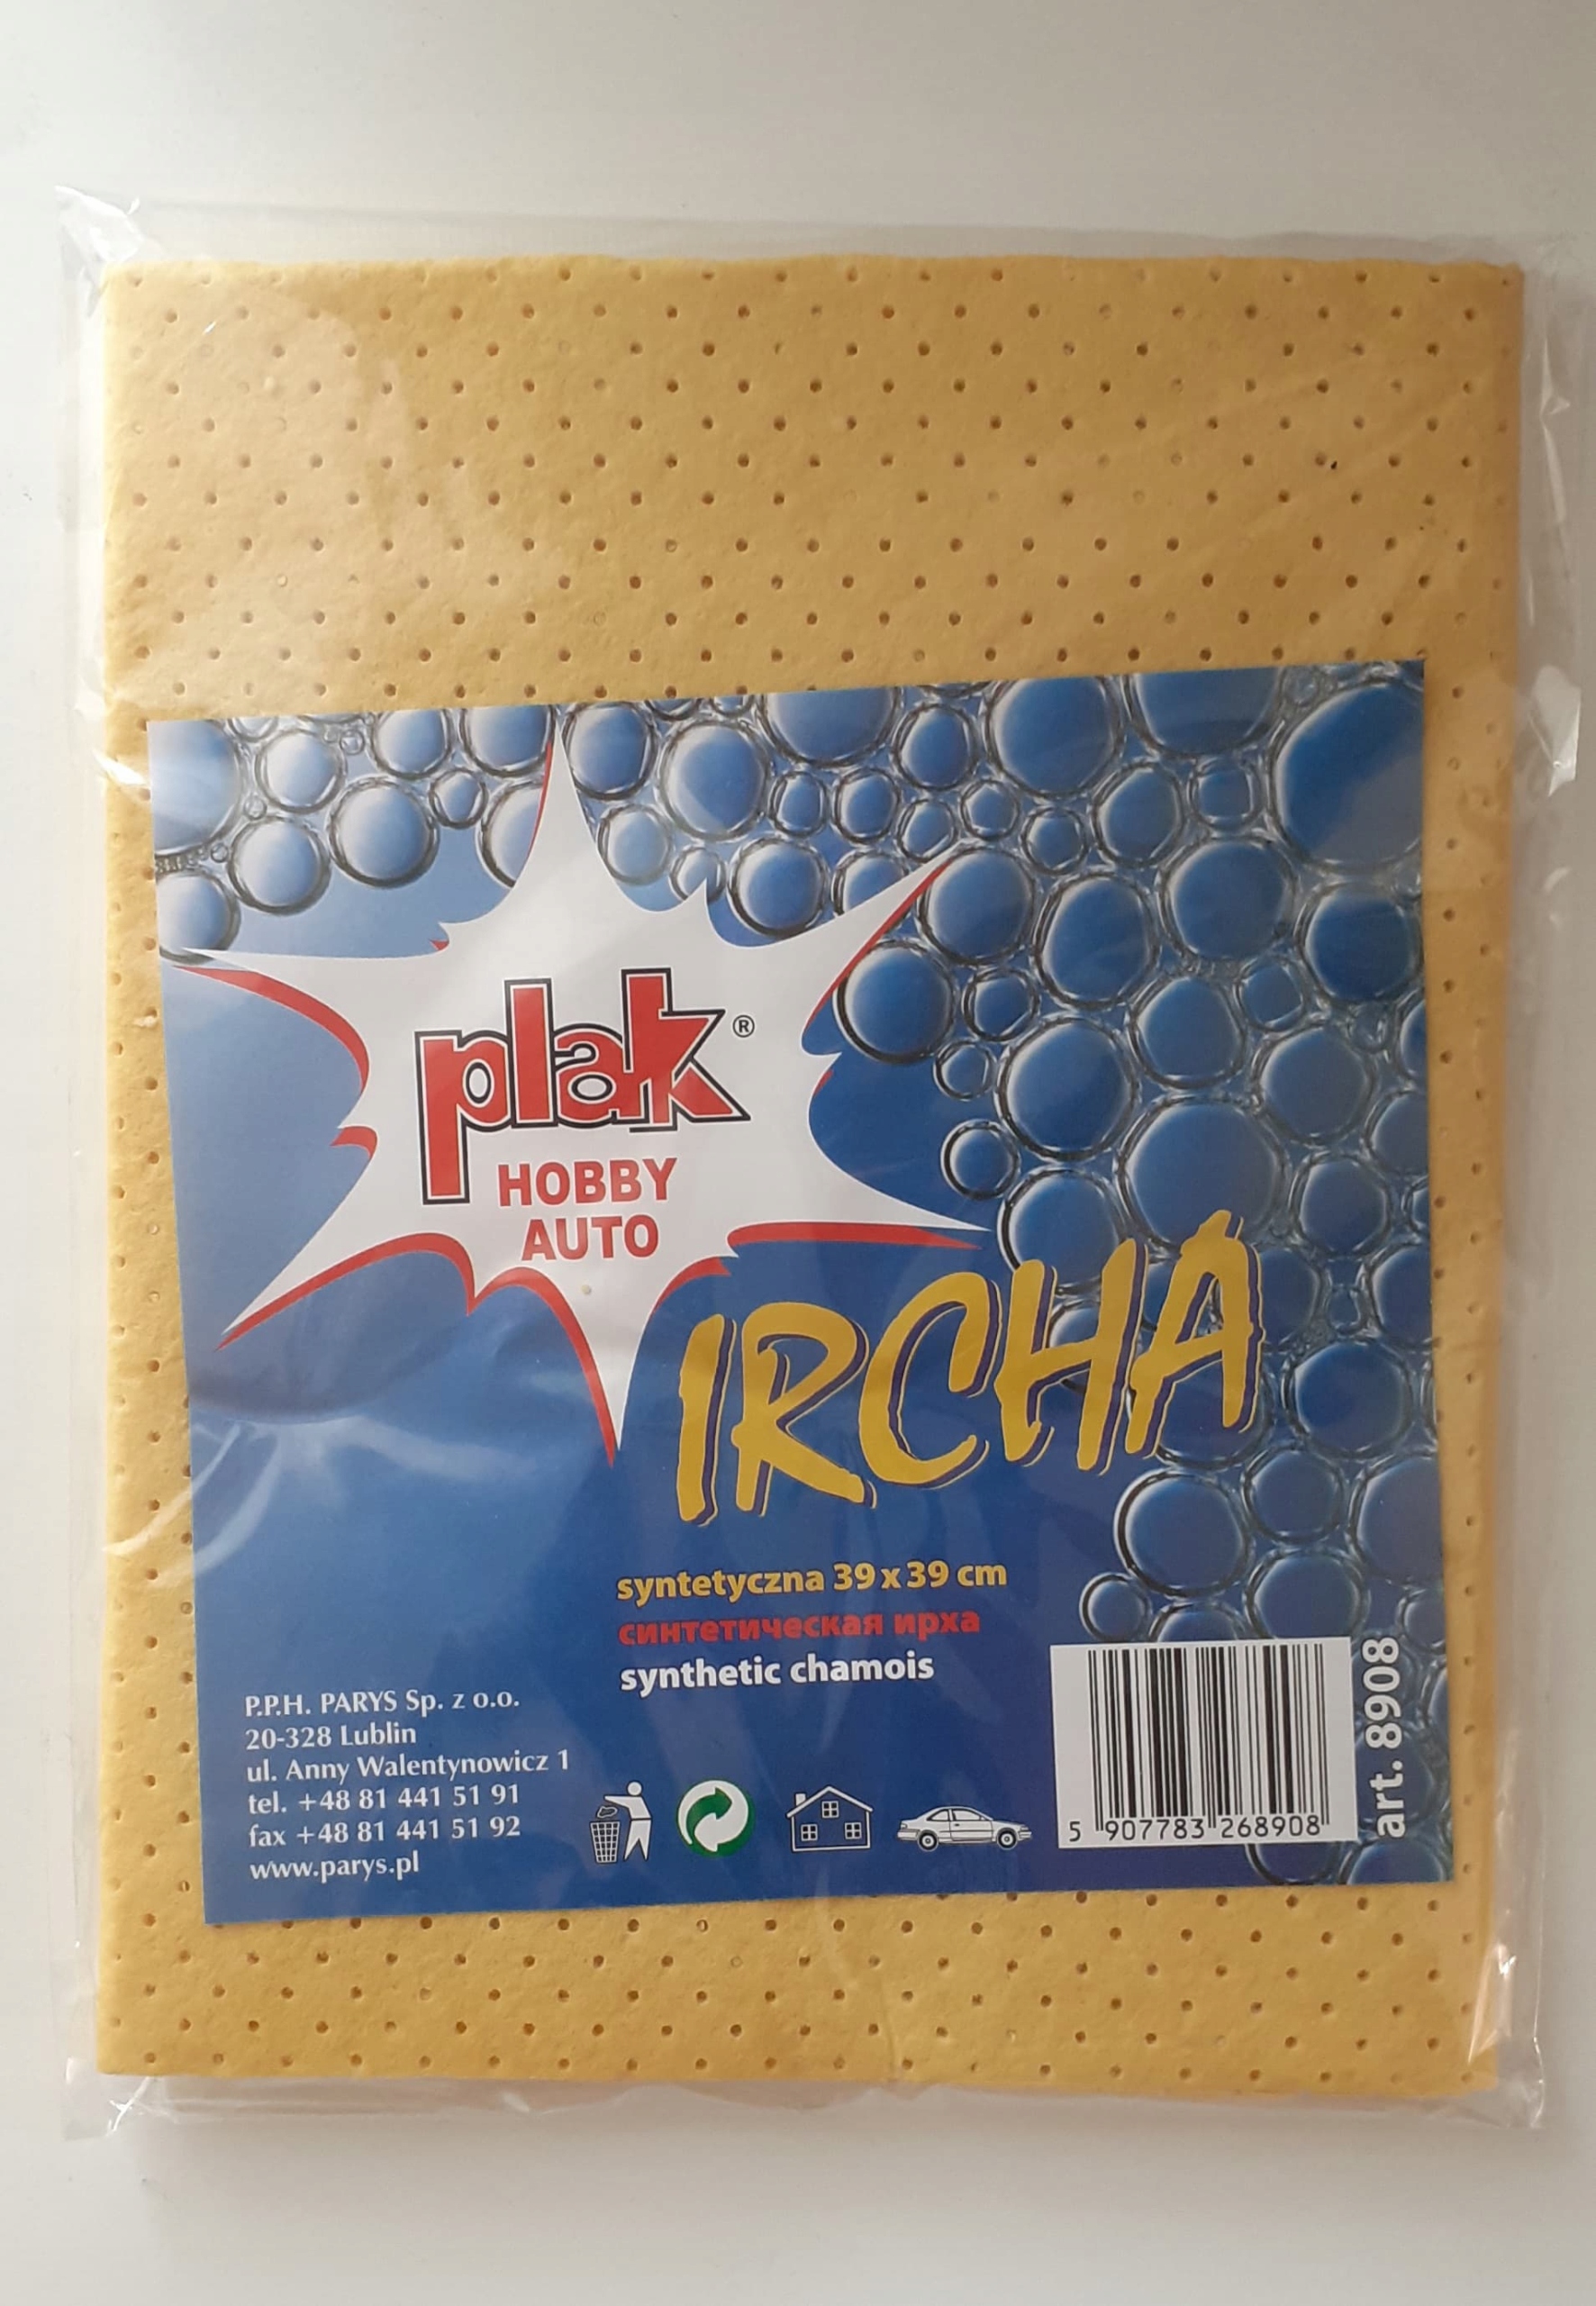 plak®
HOBBY
AUTO
IRCHA
syntetyczna 39 x 39 cm
синтетическая ирха
synthetic chamois
P.P.H. PARYS Sp. z o.o.
20-328 Lublin
ul. Anny Walentynowicz 1
tel. +48 81 441 51 91
fax +48 81 441 51 92
www.parys.pl
5 907783 268908
art. 8908